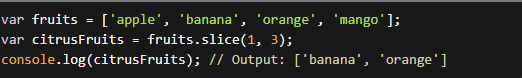 var fruits = ['apple', 'banana', 'orange', 'mango'];
var citrusFruits = fruits.slice(1, 3);
console.log(citrusFruits); // Output: ['banana', 'orange']